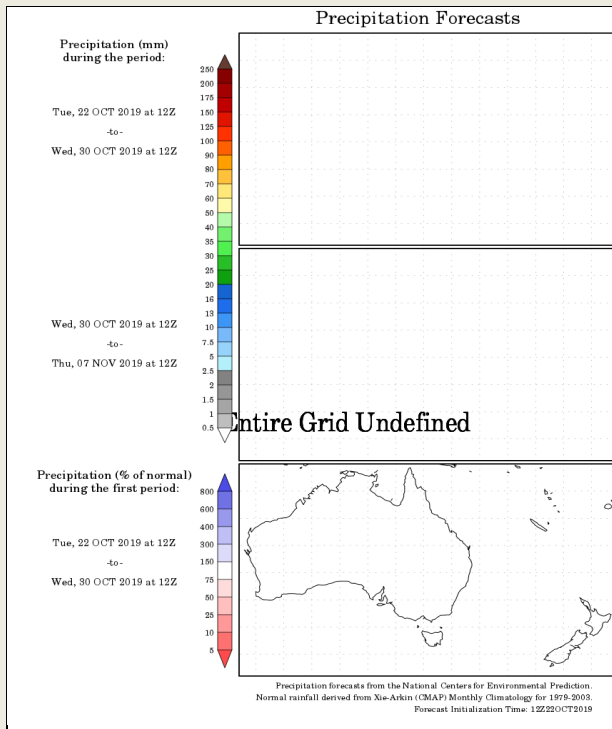 Precipitation Forecasts
Precipitation (mm)
during the period:
Tue, 22 OCT 2019 at 12Z
-to-
Wed, 30 OCT 2019 at 12Z
250
200
175
150
125
100
90
80
70
60
50
40
35
30
25
20
16
13
10
7.5
5
2.5
2
1.5
1
0.5
Wed, 30 OCT 2019 at 12Z
-to-
Thu, 07 NOV 2019 at 12Z
Entire Grid Undefined
Precipitation (% of normal)
during the first period:
Tue, 22 OCT 2019 at 12Z
-to-
Wed, 30 OCT 2019 at 12Z
800
600
400
300
150
75
50
25
10
5
Precipitation forecasts from the National Centers for Environmental Prediction.
Normal rainfall derived from Xie-Arkin (CMAP) Monthly Climatology for 1979-2003.
Forecast Initialization Time: 12Z22OCT2019